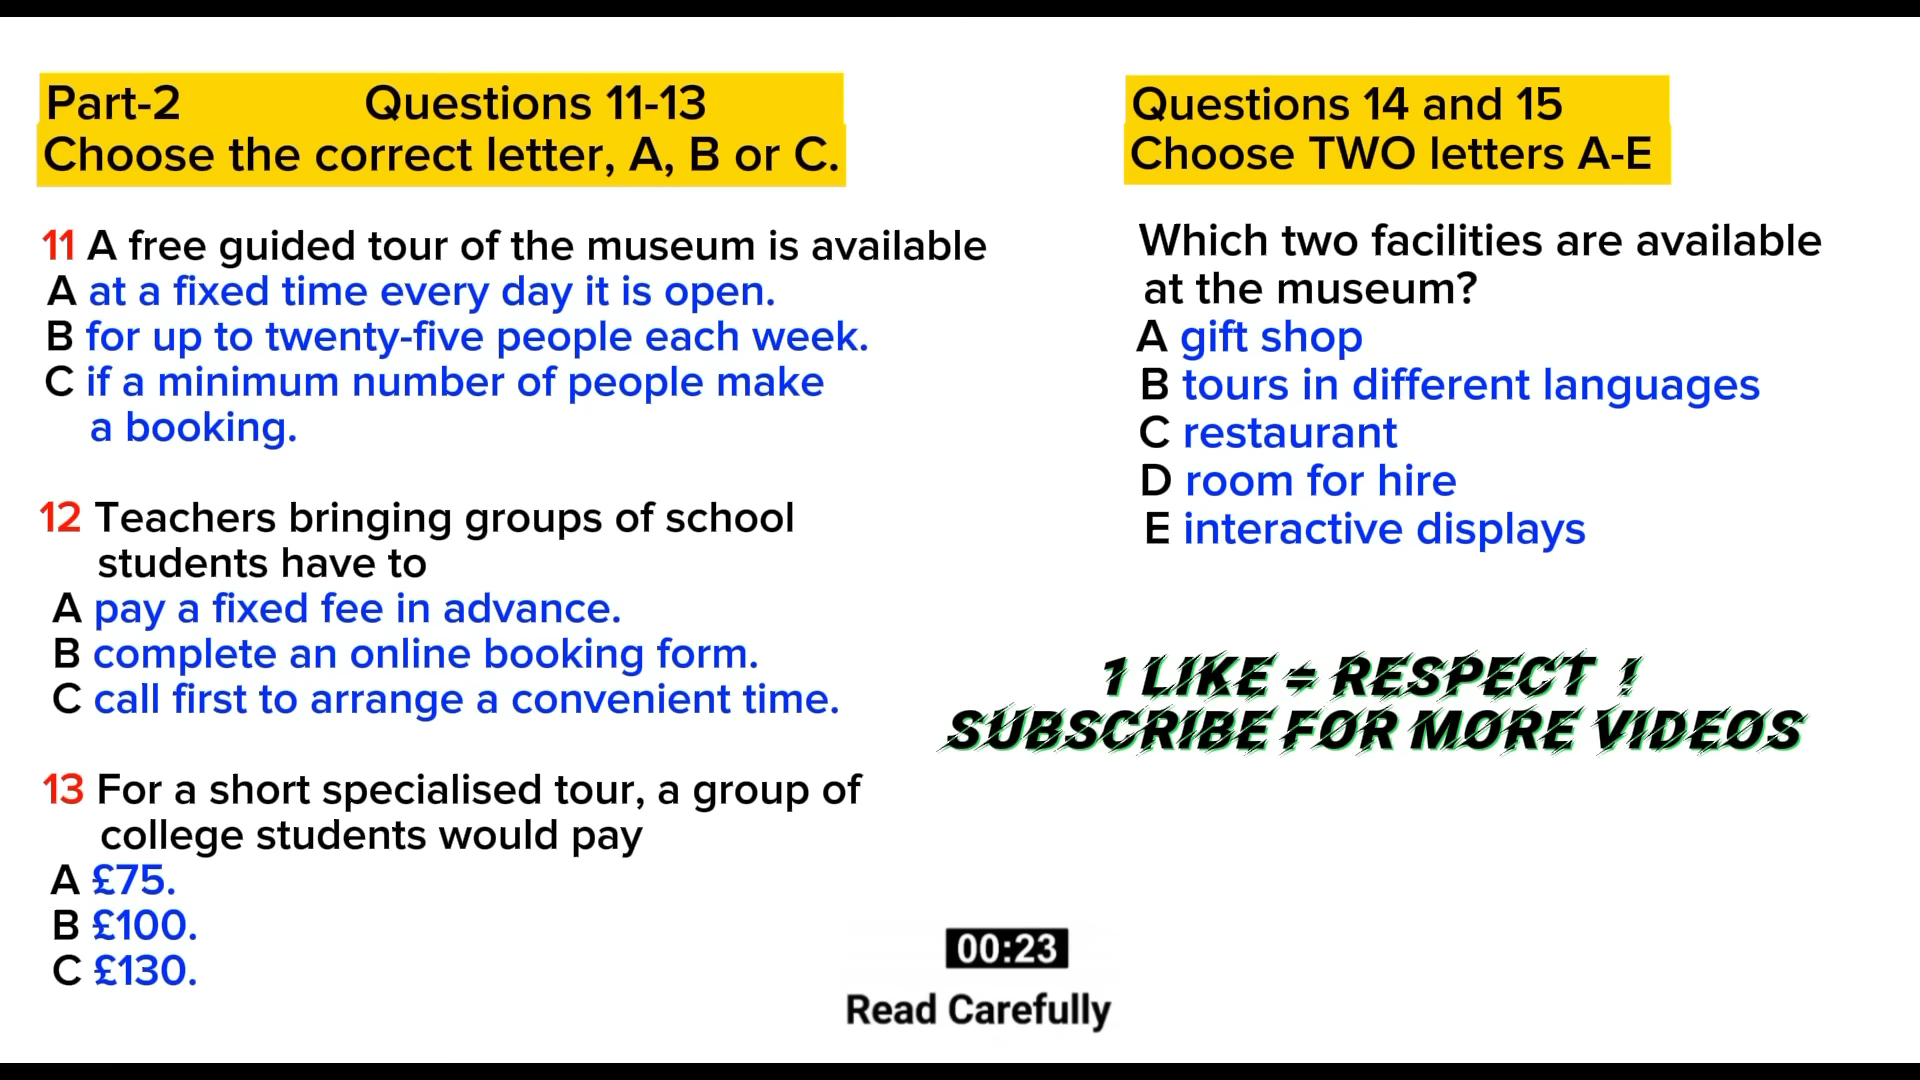 Part-2 Questions 11-13
Choose the correct letter, A, B or C.
11 A free guided tour of the museum is available
A at a fixed time every day it is open.
B for up to twenty-five people each week.
C if a minimum number of people make
a booking.
12 Teachers bringing groups of school
students have to
A pay a fixed fee in advance.
B complete an online booking form.
C call first to arrange a convenient time.
13 For a short specialised tour, a group of
college students would pay
A £75.
B £100.
C £130.
Questions 14 and 15
Choose TWO letters A-E
Which two facilities are available
at the museum?
A gift shop
B tours in different languages
C restaurant
D room for hire
E interactive displays
1 LIKE = RESPECT !
SUBSCRIBE FOR MORE VIDEOS
00:23
Read Carefully